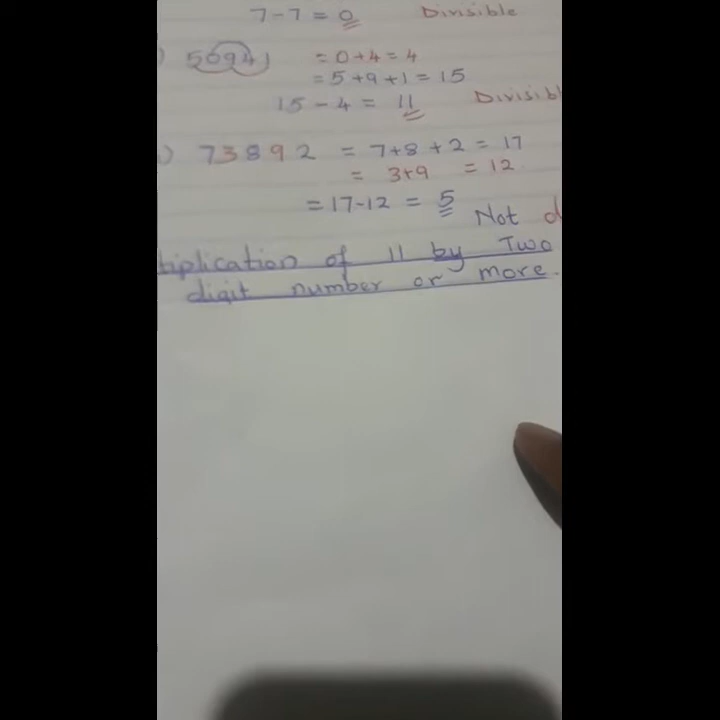 7-7 = 0 Divisible
) 50941 = 0+4 = 4
= 5+9+1 = 15
15 - 4 = 11 Divisibl
) 73892 = 7+8+2 = 17
= 3+9 = 12
= 17-12 = 5 Not d
tiplication of 11 by Two
digit number or more.